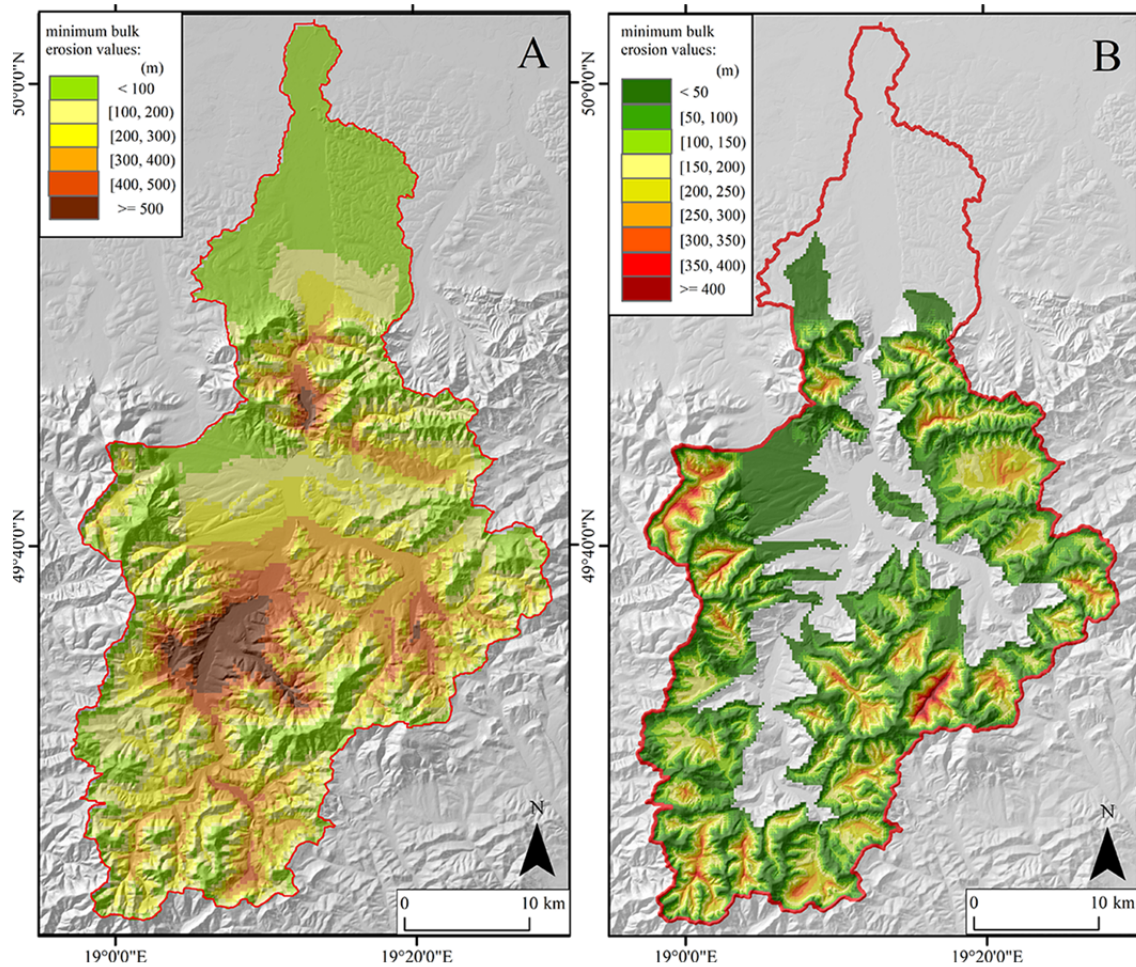 minimum bulk
erosion values:
(m)
< 100
[100, 200)
[200, 300)
[300, 400)
[400, 500)
>= 500
A
50°0'0"N
49°40'0"N
N
0 10 km
19°0'0"E
19°20'0"E
minimum bulk
erosion values:
(m)
< 50
[50, 100)
[100, 150)
[150, 200)
[200, 250)
[250, 300)
[300, 350)
[350, 400)
>= 400
B
50°0'0"N
49°40'0"N
N
0 10 km
19°0'0"E
19°20'0"E